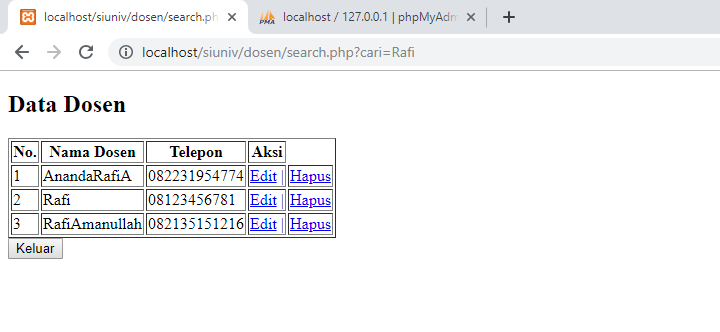 localhost/siuniv/dosen/search.ph
localhost / 127.0.0.1 | phpMyAdm
localhost/siuniv/dosen/search.php?cari=Rafi
Data Dosen
No. Nama Dosen Telepon Aksi
1 AnandaRafiA 082231954774 Edit | Hapus
2 Rafi 08123456781 Edit | Hapus
3 RafiAmanullah 082135151216 Edit | Hapus
Keluar